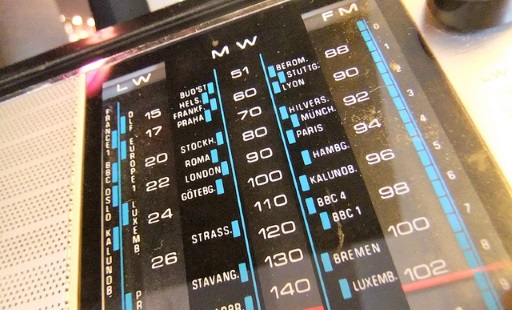 LW
MW
FM
FRANCE 1
BBC
OSLO
KALUNDB.
DLF
EUROPE 1
LUXEMB.
15
17
20
22
24
26
BUD'ST
HELS.
FRANKF.
PRAHA
STOCKH.
ROMA
LONDON
GÖTEBG.
STRASS.
STAVANG.
51
60
70
80
90
100
110
120
130
140
BEROM.
STUTTG.
LYON
HILVERS.
MÜNCH.
PARIS
HAMBG.
KALUNDB.
BBC 4
BBC 1
BREMEN
LUXEMB.
88
90
92
94
96
98
100
102
0
1
2
3
4
5
6
7
8